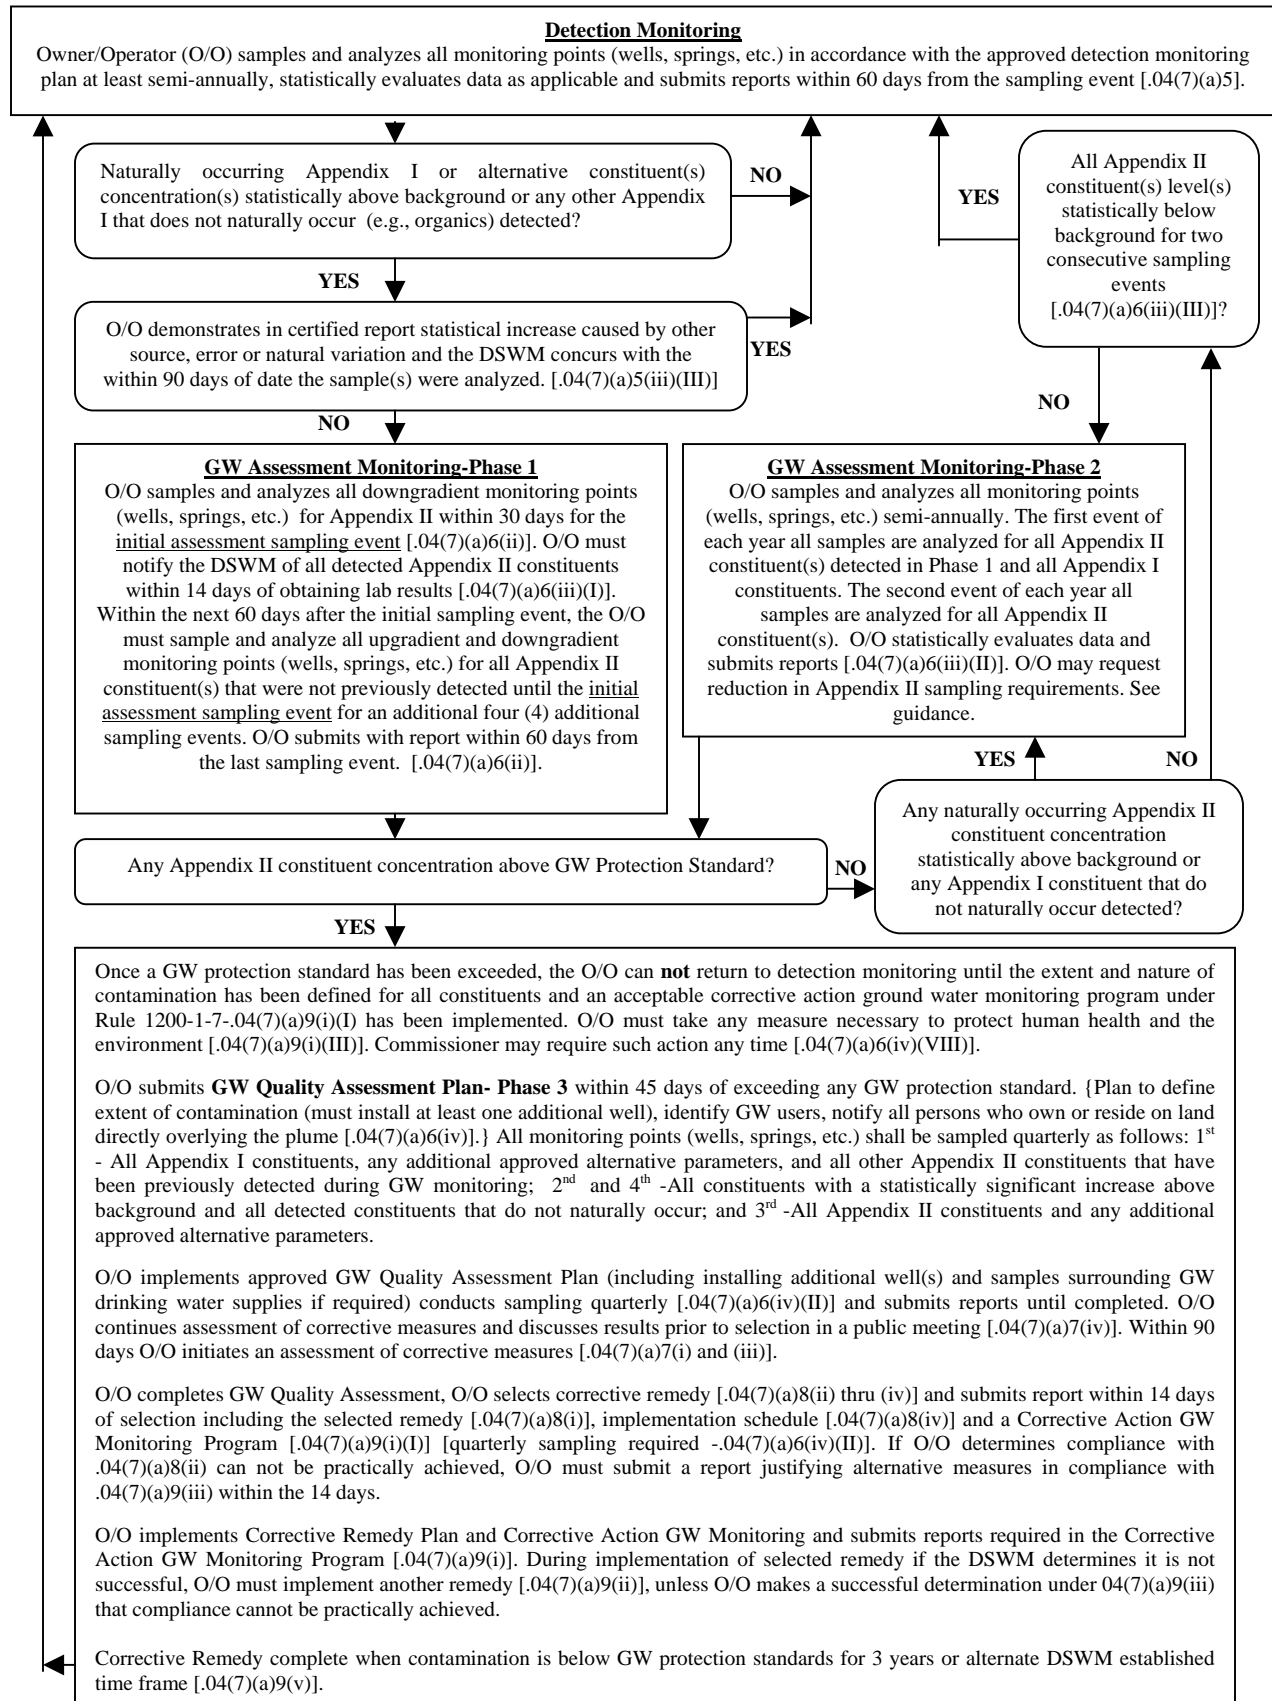 Detection Monitoring
Owner/Operator (O/O) samples and analyzes all monitoring points (wells, springs, etc.) in accordance with the approved detection monitoring
plan at least semi-annually, statistically evaluates data as applicable and submits reports within 60 days from the sampling event [.04(7)(a)5].
Naturally occurring Appendix I or alternative constituent(s)
concentration(s) statistically above background or any other Appendix
I that does not naturally occur (e.g., organics) detected?
NO
YES
All Appendix II
constituent(s) level(s)
statistically below
background for two
consecutive sampling
events
[.04(7)(a)6(iii)(III)]?
YES
O/O demonstrates in certified report statistical increase caused by other
source, error or natural variation and the DSWM concurs with the
within 90 days of date the sample(s) were analyzed. [.04(7)(a)5(iii)(III)]
YES
NO
NO
GW Assessment Monitoring-Phase 1
O/O samples and analyzes all downgradient monitoring points
(wells, springs, etc.) for Appendix II within 30 days for the
initial assessment sampling event [.04(7)(a)6(ii)]. O/O must
notify the DSWM of all detected Appendix II constituents
within 14 days of obtaining lab results [.04(7)(a)6(iii)(I)].
Within the next 60 days after the initial sampling event, the O/O
must sample and analyze all upgradient and downgradient
monitoring points (wells, springs, etc.) for all Appendix II
constituent(s) that were not previously detected until the initial
assessment sampling event for an additional four (4) additional
sampling events. O/O submits with report within 60 days from
the last sampling event. [.04(7)(a)6(ii)].
GW Assessment Monitoring-Phase 2
O/O samples and analyzes all monitoring points
(wells, springs, etc.) semi-annually. The first event of
each year all samples are analyzed for all Appendix II
constituent(s) detected in Phase 1 and all Appendix I
constituents. The second event of each year all
samples are analyzed for all Appendix II
constituent(s). O/O statistically evaluates data and
submits reports [.04(7)(a)6(iii)(II)]. O/O may request
reduction in Appendix II sampling requirements. See
guidance.
YES
NO
Any Appendix II constituent concentration above GW Protection Standard?
NO
Any naturally occurring Appendix II
constituent concentration
statistically above background or
any Appendix I constituent that do
not naturally occur detected?
YES
Once a GW protection standard has been exceeded, the O/O can not return to detection monitoring until the extent and nature of
contamination has been defined for all constituents and an acceptable corrective action ground water monitoring program under
Rule 1200-1-7-.04(7)(a)9(i)(I) has been implemented. O/O must take any measure necessary to protect human health and the
environment [.04(7)(a)9(i)(III)]. Commissioner may require such action any time [.04(7)(a)6(iv)(VIII)].
O/O submits GW Quality Assessment Plan- Phase 3 within 45 days of exceeding any GW protection standard. {Plan to define
extent of contamination (must install at least one additional well), identify GW users, notify all persons who own or reside on land
directly overlying the plume [.04(7)(a)6(iv)].} All monitoring points (wells, springs, etc.) shall be sampled quarterly as follows: 1st
- All Appendix I constituents, any additional approved alternative parameters, and all other Appendix II constituents that have
been previously detected during GW monitoring; 2nd and 4th -All constituents with a statistically significant increase above
background and all detected constituents that do not naturally occur; and 3rd -All Appendix II constituents and any additional
approved alternative parameters.
O/O implements approved GW Quality Assessment Plan (including installing additional well(s) and samples surrounding GW
drinking water supplies if required) conducts sampling quarterly [.04(7)(a)6(iv)(II)] and submits reports until completed. O/O
continues assessment of corrective measures and discusses results prior to selection in a public meeting [.04(7)(a)7(iv)]. Within 90
days O/O initiates an assessment of corrective measures [.04(7)(a)7(i) and (iii)].
O/O completes GW Quality Assessment, O/O selects corrective remedy [.04(7)(a)8(ii) thru (iv)] and submits report within 14 days
of selection including the selected remedy [.04(7)(a)8(i)], implementation schedule [.04(7)(a)8(iv)] and a Corrective Action GW
Monitoring Program [.04(7)(a)9(i)(I)] [quarterly sampling required -.04(7)(a)6(iv)(II)]. If O/O determines compliance with
.04(7)(a)8(ii) can not be practically achieved, O/O must submit a report justifying alternative measures in compliance with
.04(7)(a)9(iii) within the 14 days.
O/O implements Corrective Remedy Plan and Corrective Action GW Monitoring and submits reports required in the Corrective
Action GW Monitoring Program [.04(7)(a)9(i)]. During implementation of selected remedy if the DSWM determines it is not
successful, O/O must implement another remedy [.04(7)(a)9(ii)], unless O/O makes a successful determination under 04(7)(a)9(iii)
that compliance cannot be practically achieved.
Corrective Remedy complete when contamination is below GW protection standards for 3 years or alternate DSWM established
time frame [.04(7)(a)9(v)].